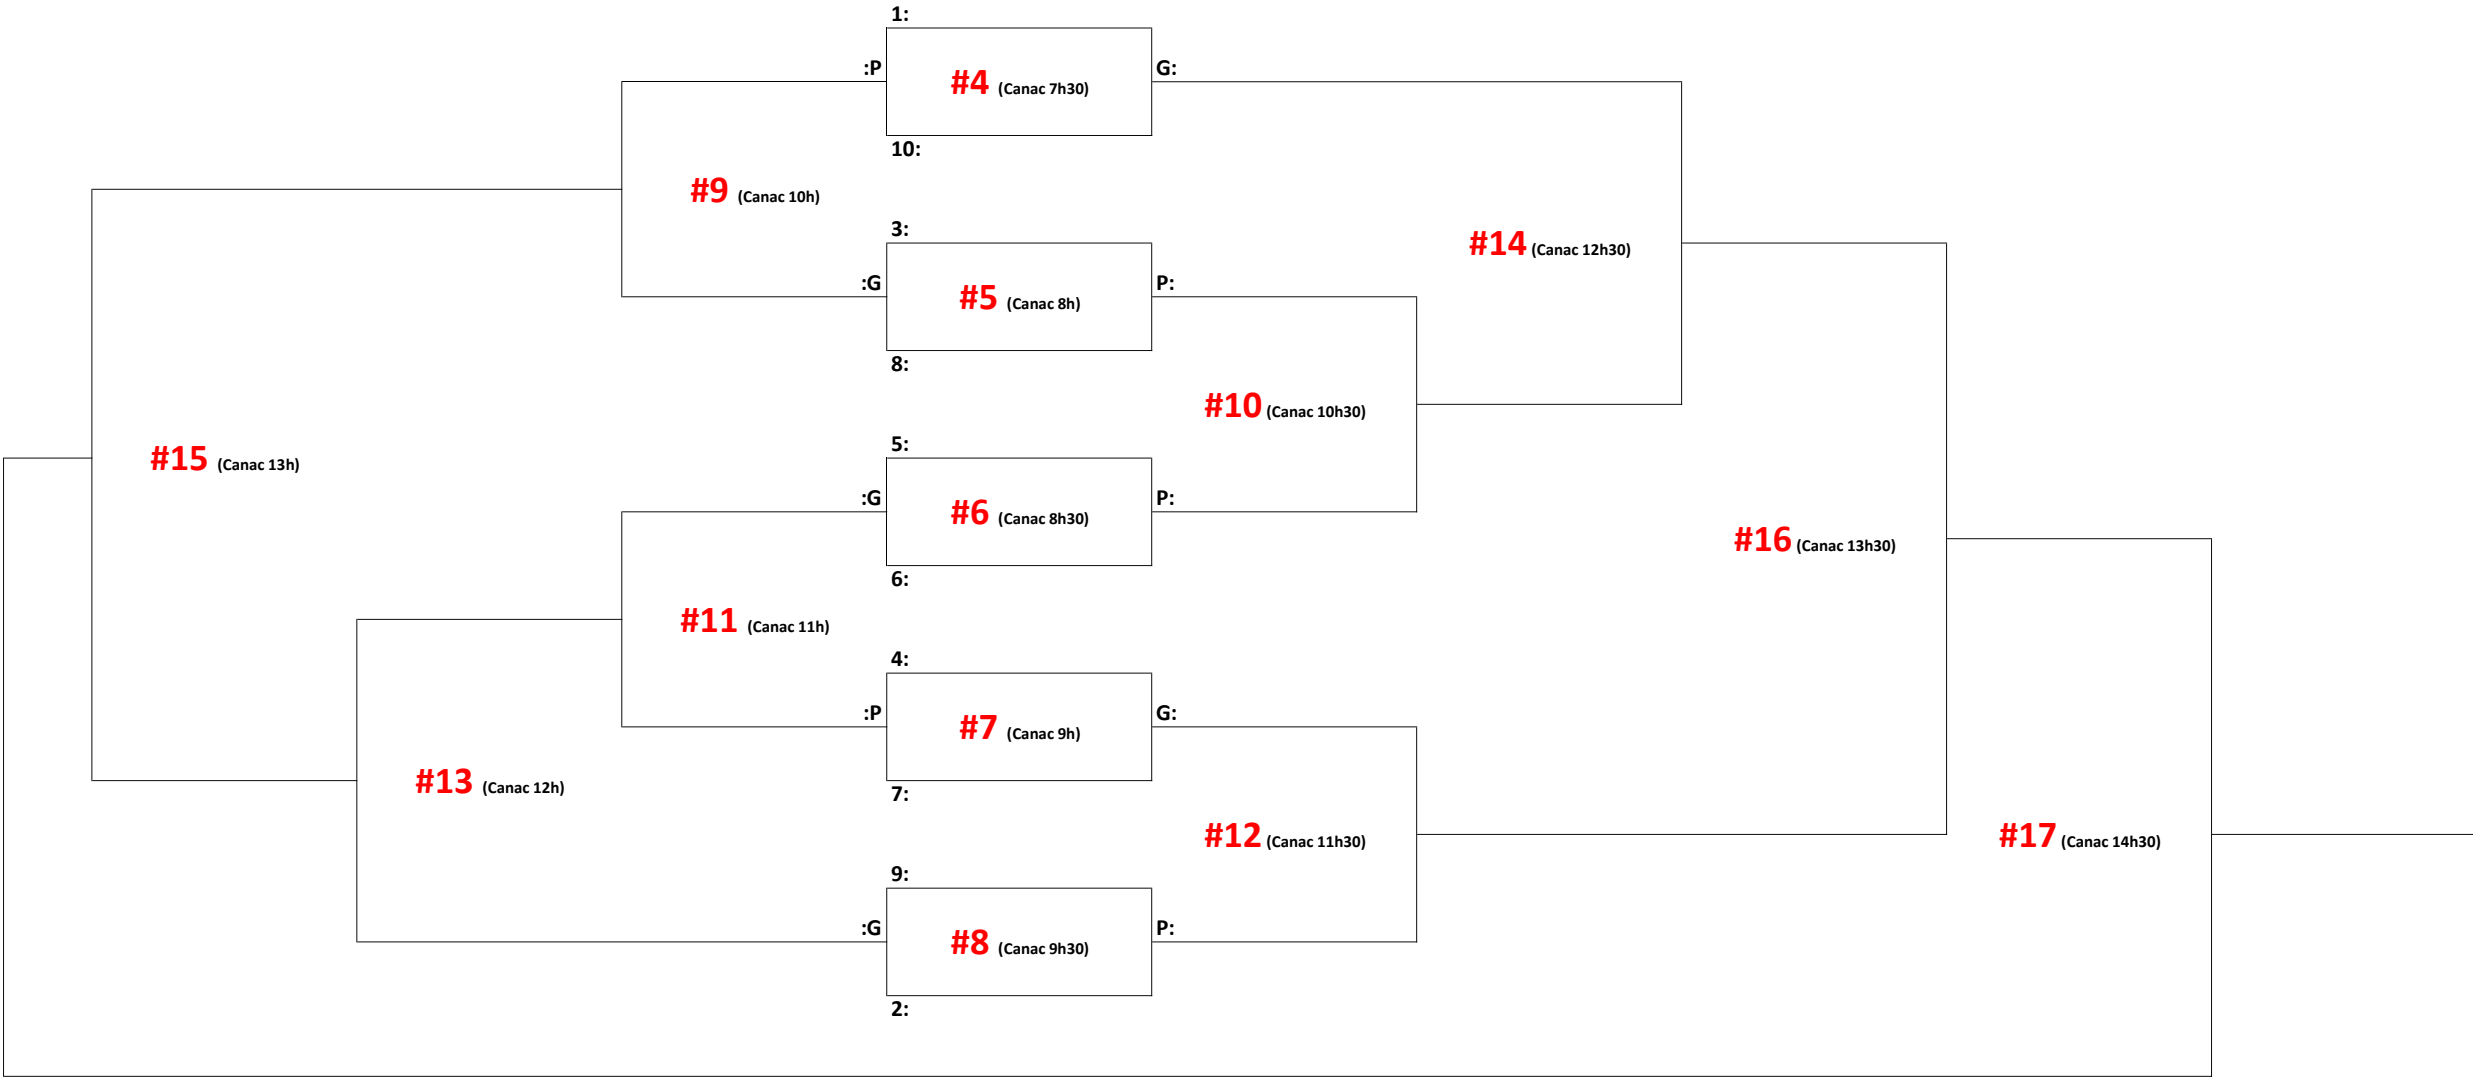 1:
:P
#4 (Canac 7h30)
G:
10:
#9 (Canac 10h)
3:
#14 (Canac 12h30)
:G
#5 (Canac 8h)
P:
8:
#10 (Canac 10h30)
5:
#15 (Canac 13h)
:G
#6 (Canac 8h30)
P:
#16 (Canac 13h30)
6:
#11 (Canac 11h)
4:
:P
#7 (Canac 9h)
G:
#13 (Canac 12h)
7:
#12 (Canac 11h30)
#17 (Canac 14h30)
9:
:G
#8 (Canac 9h30)
P:
2: